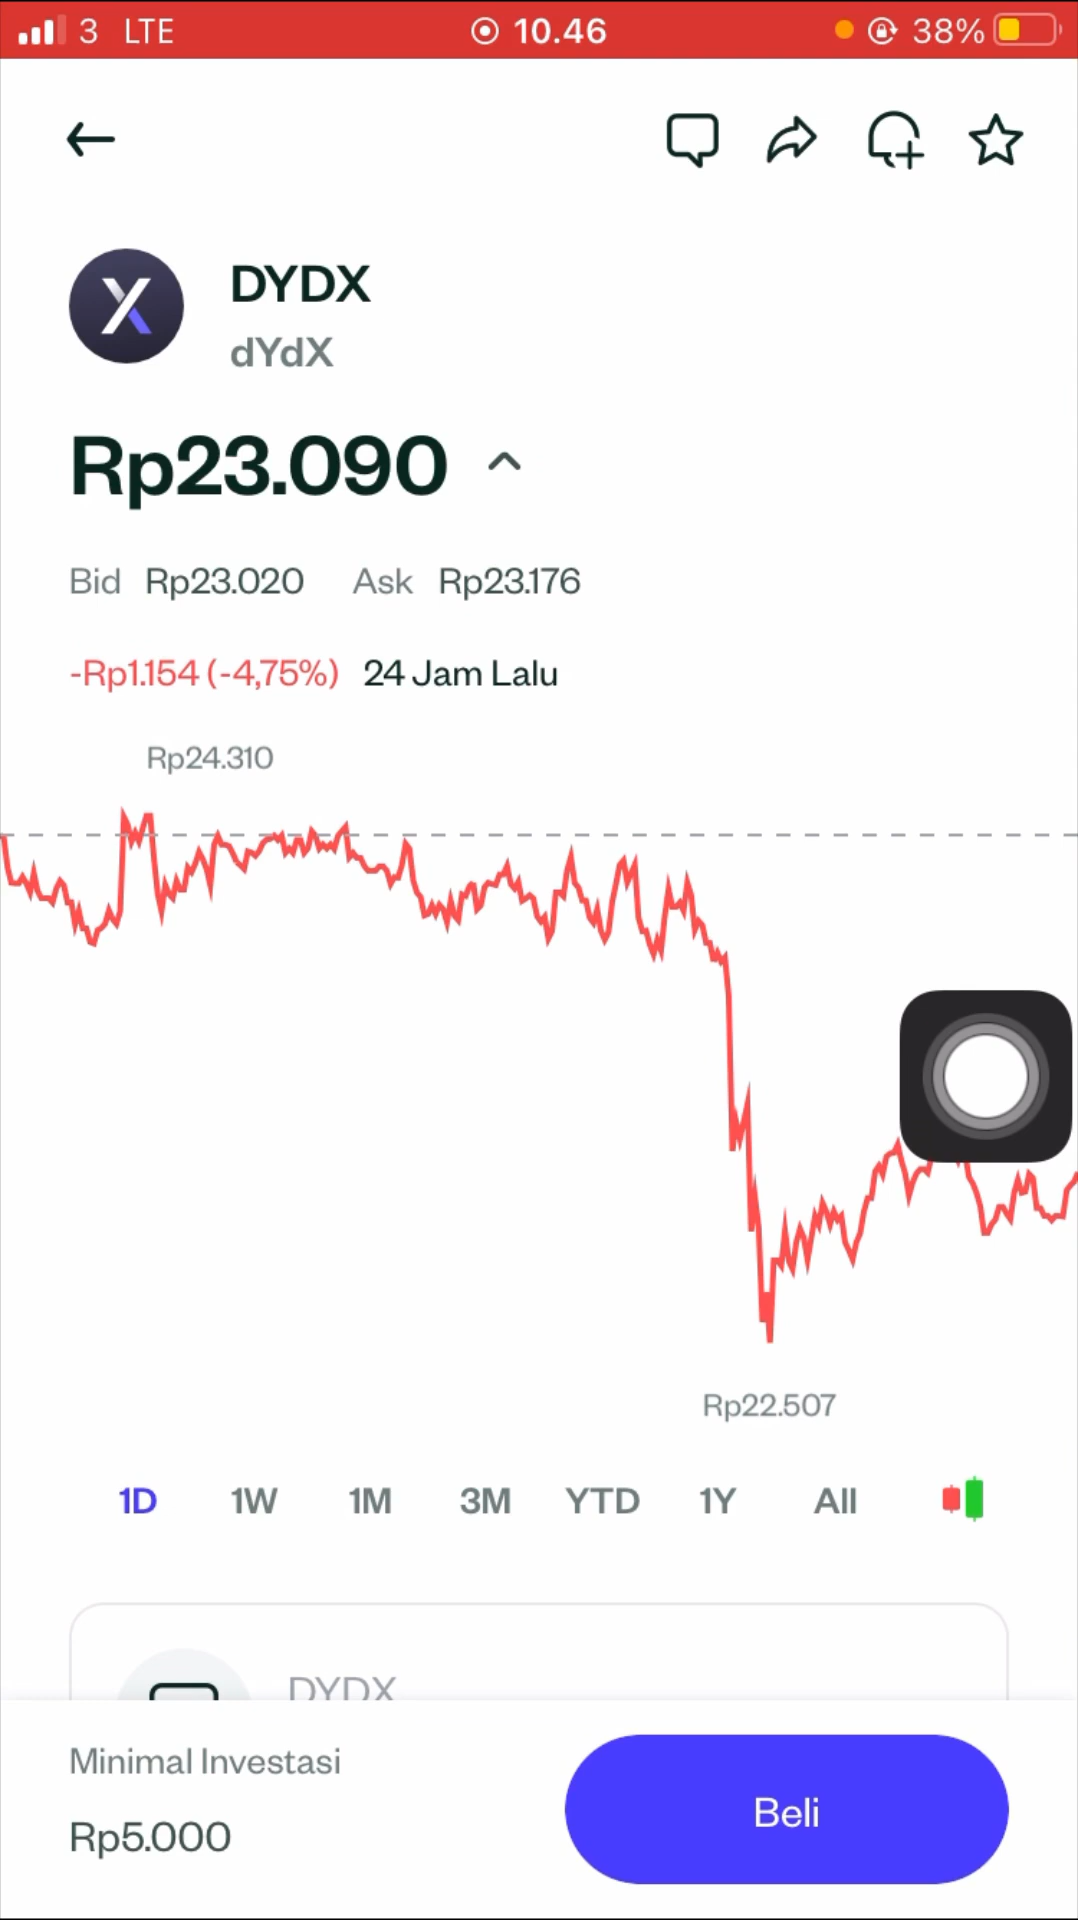 3 LTE 10.46 38%
DYDX
dYdX
Rp23.090
Bid Rp23.020 Ask Rp23.176
-Rp1.154 (-4,75%) 24 Jam Lalu
Rp24.310
Rp22.507
1D 1W 1M 3M YTD 1Y All
DYDX
Minimal Investasi
Rp5.000
Beli